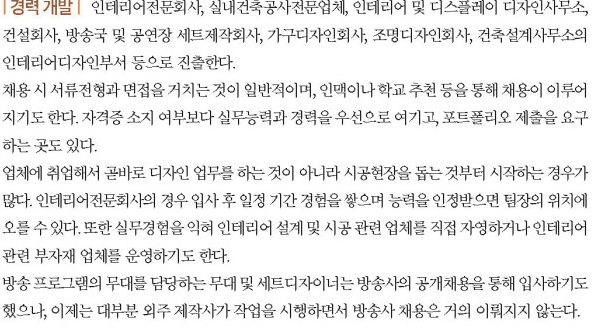 | 경력 개발 | 인테리어전문회사, 실내건축공사전문업체, 인테리어 및 디스플레이 디자인사무소,
건설회사, 방송국 및 공연장 세트제작회사, 가구디자인회사, 조명디자인회사, 건축설계사무소의
인테리어디자인부서 등으로 진출한다.
채용 시 서류전형과 면접을 거치는 것이 일반적이며, 인맥이나 학교 추천 등을 통해 채용이 이루어
지기도 한다. 자격증 소지 여부보다 실무능력과 경력을 우선으로 여기고, 포트폴리오 제출을 요구
하는 곳도 있다.
업체에 취업해서 곧바로 디자인 업무를 하는 것이 아니라 시공현장을 돕는 것부터 시작하는 경우가
많다. 인테리어전문회사의 경우 입사 후 일정 기간 경험을 쌓으며 능력을 인정받으면 팀장의 위치에
오를 수 있다. 또한 실무경험을 익혀 인테리어 설계 및 시공 관련 업체를 직접 자영하거나 인테리어
관련 부자재 업체를 운영하기도 한다.
방송 프로그램의 무대를 담당하는 무대 및 세트디자이너는 방송사의 공개채용을 통해 입사하기도
했으나, 이제는 대부분 외주 제작사가 작업을 시행하면서 방송사 채용은 거의 이뤄지지 않는다.